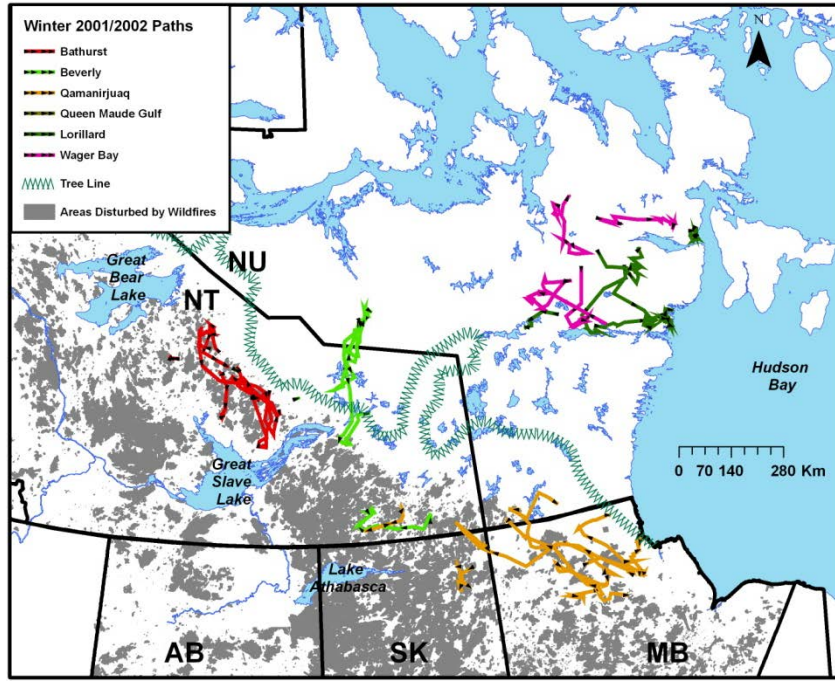 Winter 2001/2002 Paths
Bathurst
Beverly
Qamanirjuaq
Queen Maude Gulf
Lorillard
Wager Bay
Tree Line
Areas Disturbed by Wildfires
N
Great
Bear
Lake
NU
NT
Hudson
Bay
Great
Slave
Lake
0 70 140 280 Km
Lake
Athabasca
AB
SK
MB